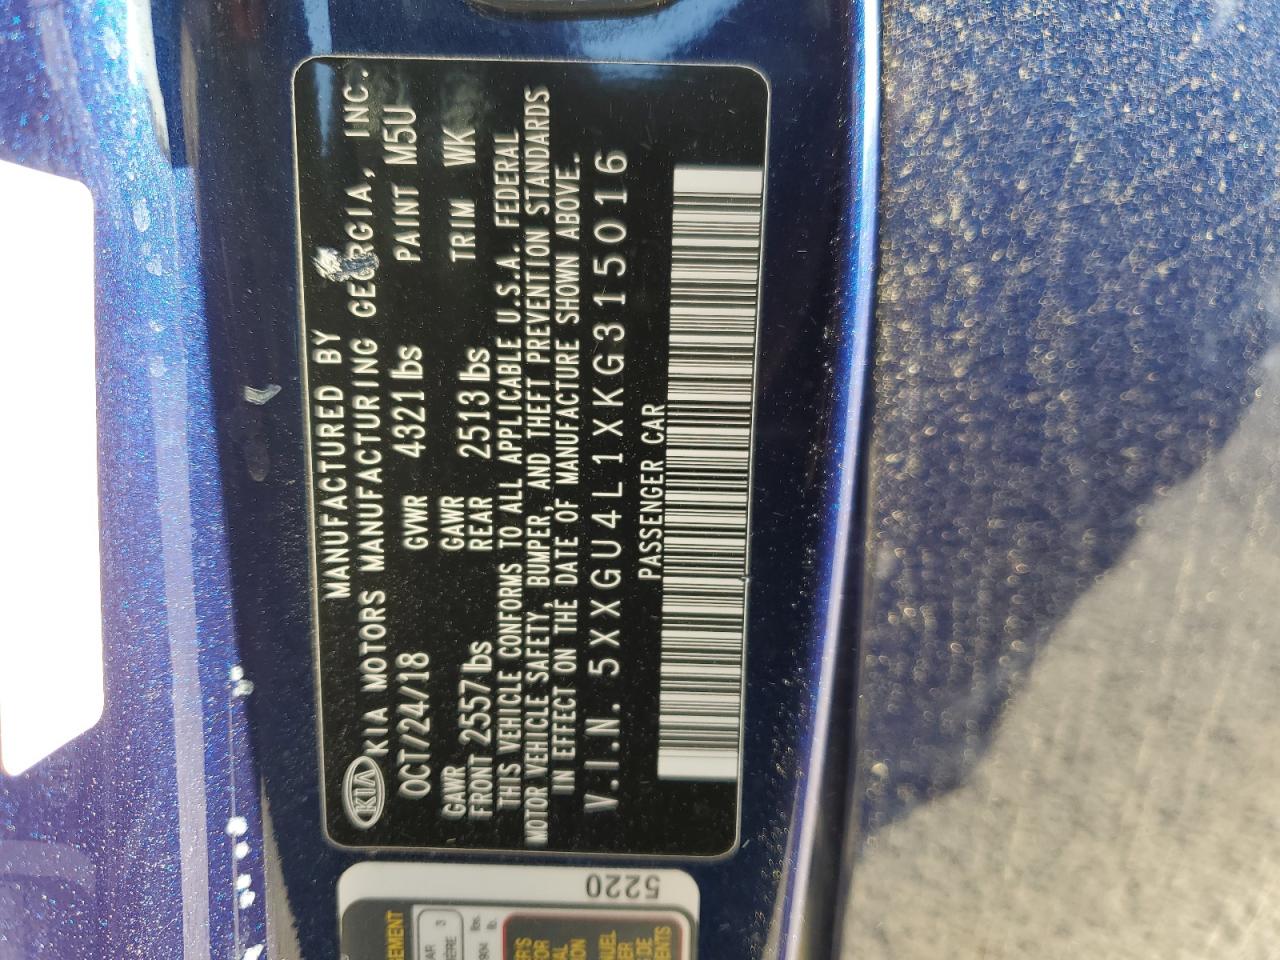 MANUFACTURED BY
KIA KIA MOTORS MANUFACTURING GEORGIA, INC.
OCT/24/18 GVWR 4321 lbs PAINT M5U
GAWR FRONT 2557 lbs GAWR REAR 2513 lbs TRIM WK
THIS VEHICLE CONFORMS TO ALL APPLICABLE U.S.A. FEDERAL
MOTOR VEHICLE SAFETY, BUMPER, AND THEFT PREVENTION STANDARDS
IN EFFECT ON THE DATE OF MANUFACTURE SHOWN ABOVE.
V.I.N. 5XXGU4L1XKG315016
PASSENGER CAR
5220